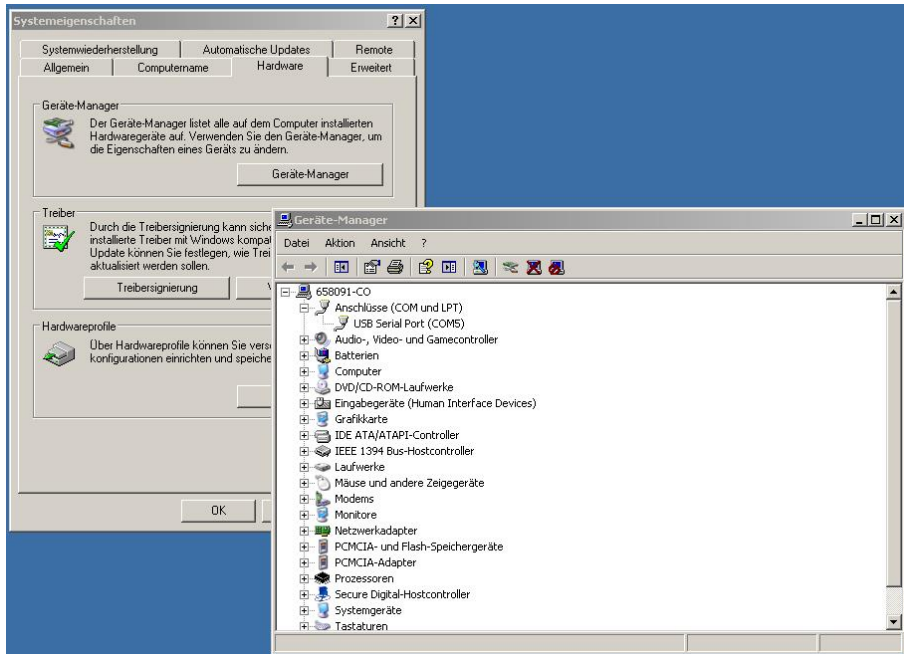 Systemeigenschaften
Systemwiederherstellung Automatische Updates Remote
Allgemein Computername Hardware Erweitert
Geräte-Manager
Der Geräte-Manager listet alle auf dem Computer installierten
Hardwaregeräte auf. Verwenden Sie den Geräte-Manager, um
die Eigenschaften eines Geräts zu ändern.
Geräte-Manager
Treiber
Durch die Treibersignierung kann siche
installierte Treiber mit Windows kompat
Update können Sie festlegen, wie Trei
aktualisiert werden sollen.
Treibersignierung
Hardwareprofile
Über Hardwareprofile können Sie vers
konfigurationen einrichten und speiche
OK
Geräte-Manager
Datei Aktion Ansicht ?
658091-CO
Anschlüsse (COM und LPT)
USB Serial Port (COM5)
Audio-, Video- und Gamecontroller
Batterien
Computer
DVD/CD-ROM-Laufwerke
Eingabegeräte (Human Interface Devices)
Grafikkarte
IDE ATA/ATAPI-Controller
IEEE 1394 Bus-Hostcontroller
Laufwerke
Mäuse und andere Zeigegeräte
Modems
Monitore
Netzwerkadapter
PCMCIA- und Flash-Speichergeräte
PCMCIA-Adapter
Prozessoren
Secure Digital-Hostcontroller
Systemgeräte
Tastaturen